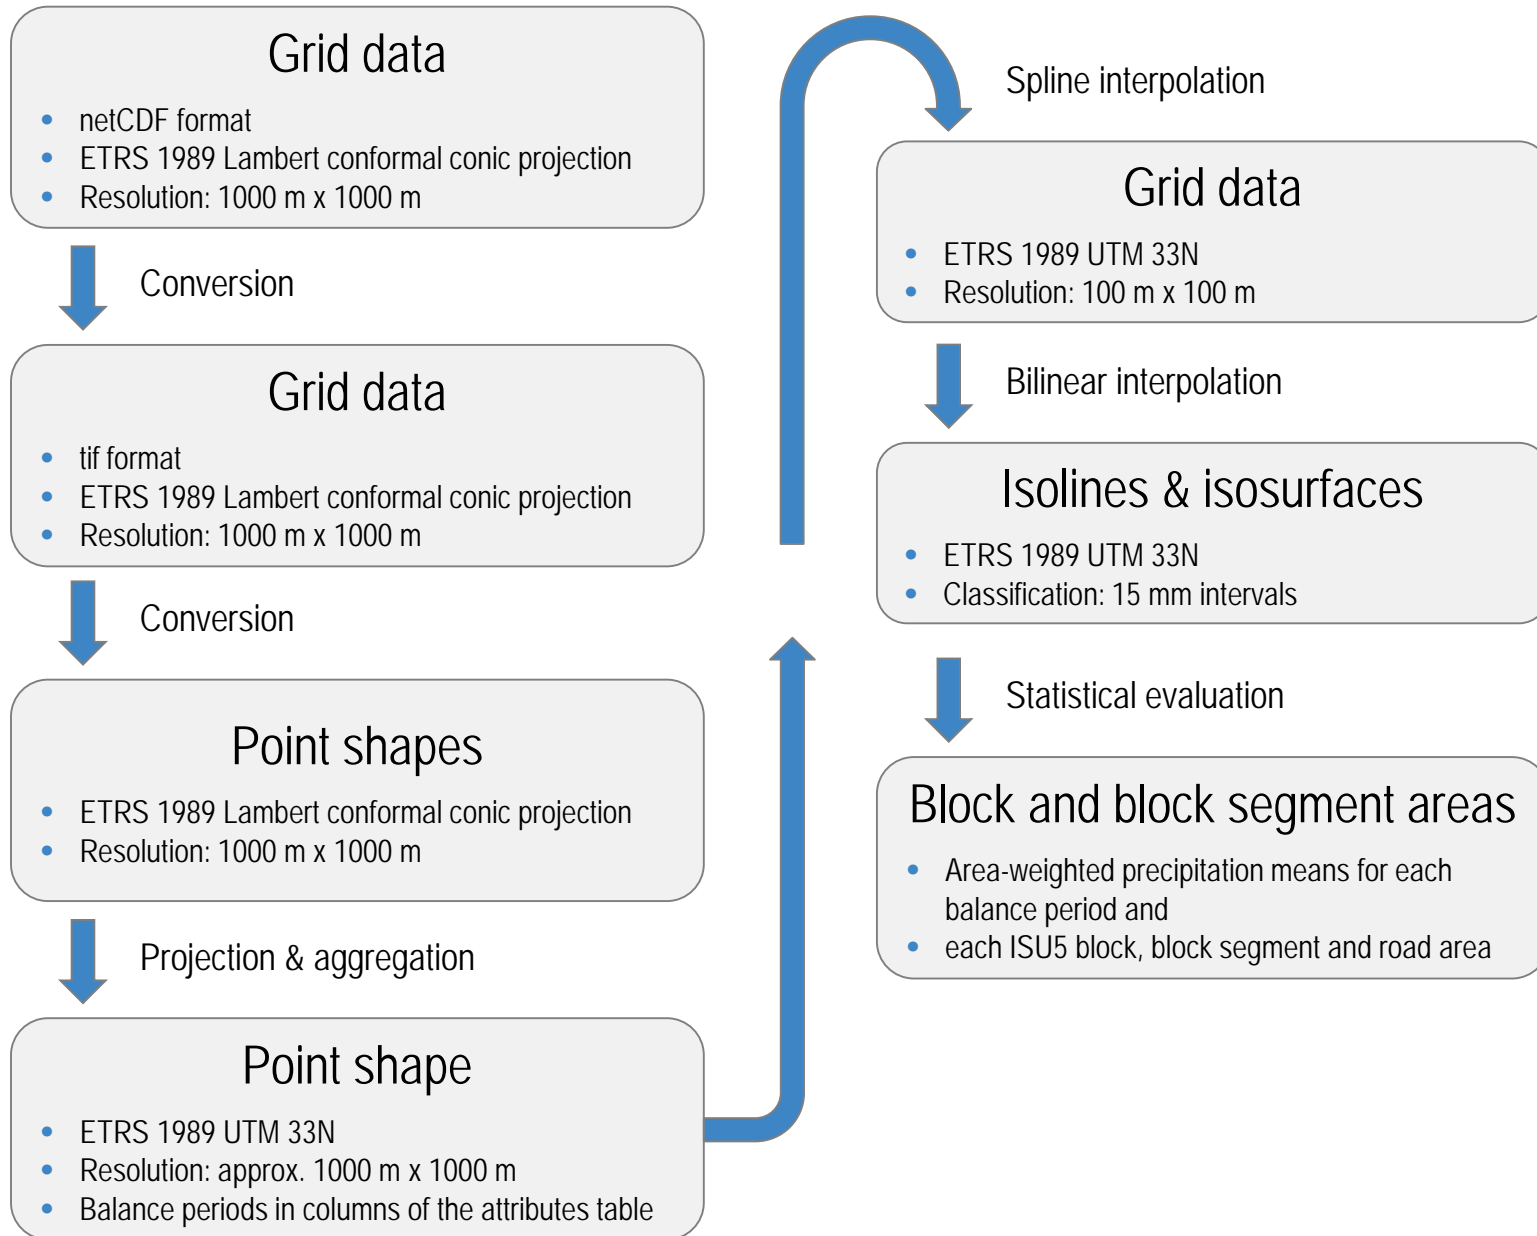 Grid data
• netCDF format
• ETRS 1989 Lambert conformal conic projection
• Resolution: 1000 m x 1000 m
Conversion
Grid data
• tif format
• ETRS 1989 Lambert conformal conic projection
• Resolution: 1000 m x 1000 m
Conversion
Point shapes
• ETRS 1989 Lambert conformal conic projection
• Resolution: 1000 m x 1000 m
Projection & aggregation
Point shape
• ETRS 1989 UTM 33N
• Resolution: approx. 1000 m x 1000 m
• Balance periods in columns of the attributes table
Spline interpolation
Grid data
• ETRS 1989 UTM 33N
• Resolution: 100 m x 100 m
Bilinear interpolation
Isolines & isosurfaces
• ETRS 1989 UTM 33N
• Classification: 15 mm intervals
Statistical evaluation
Block and block segment areas
• Area-weighted precipitation means for each
balance period and
• each ISU5 block, block segment and road area